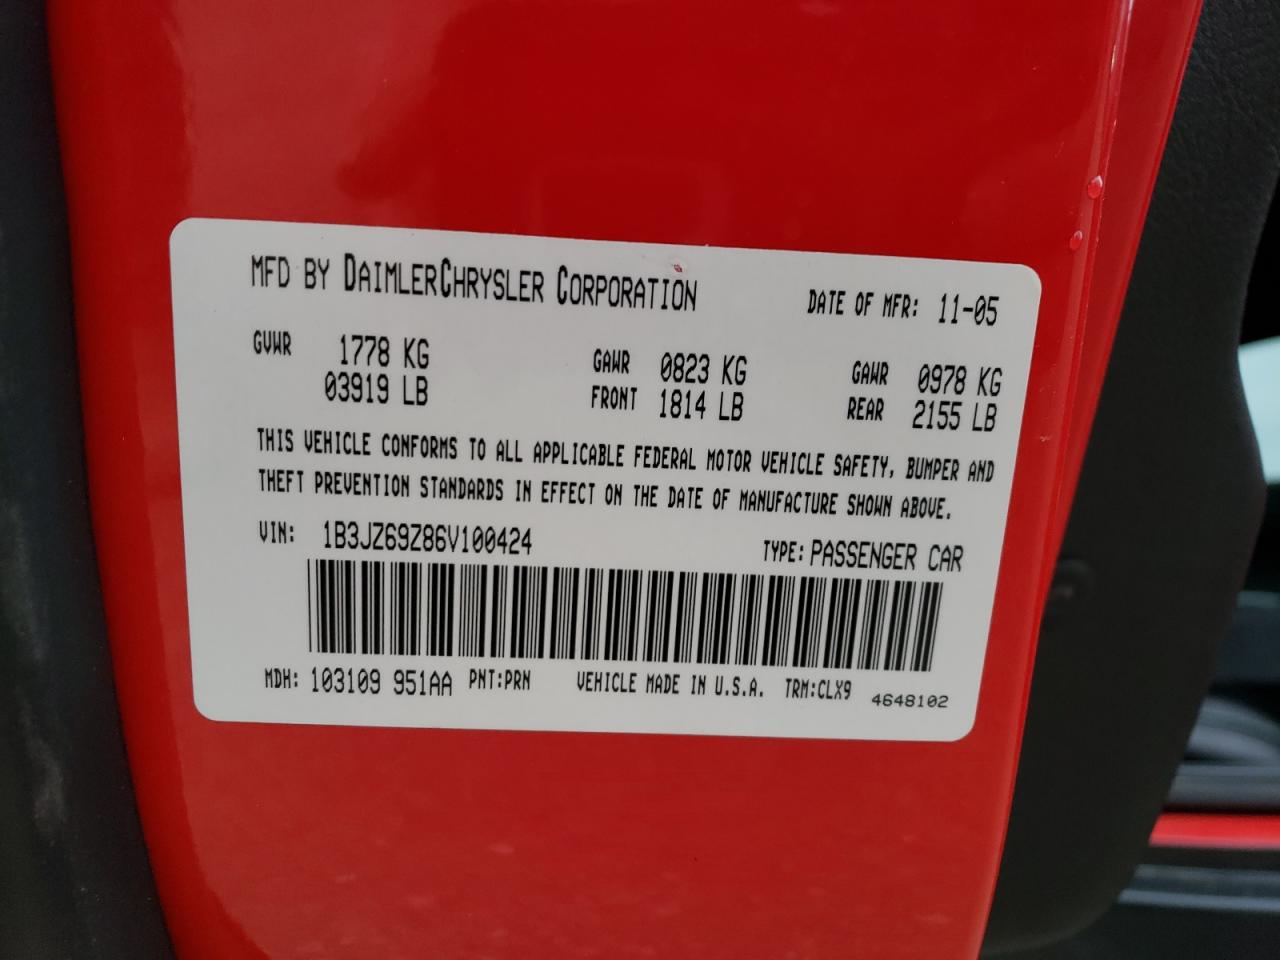 MFD BY DAIMLERCHRYSLER CORPORATION DATE OF MFR: 11-05
GVWR 1778 KG GAWR 0823 KG GAWR 0978 KG
03919 LB FRONT 1814 LB REAR 2155 LB
THIS VEHICLE CONFORMS TO ALL APPLICABLE FEDERAL MOTOR VEHICLE SAFETY, BUMPER AND
THEFT PREVENTION STANDARDS IN EFFECT ON THE DATE OF MANUFACTURE SHOWN ABOVE.
VIN: 1B3JZ69Z86V100424 TYPE: PASSENGER CAR
MDH: 103109 951AA PNT:PRN VEHICLE MADE IN U.S.A. TRM:CLX9 4648102